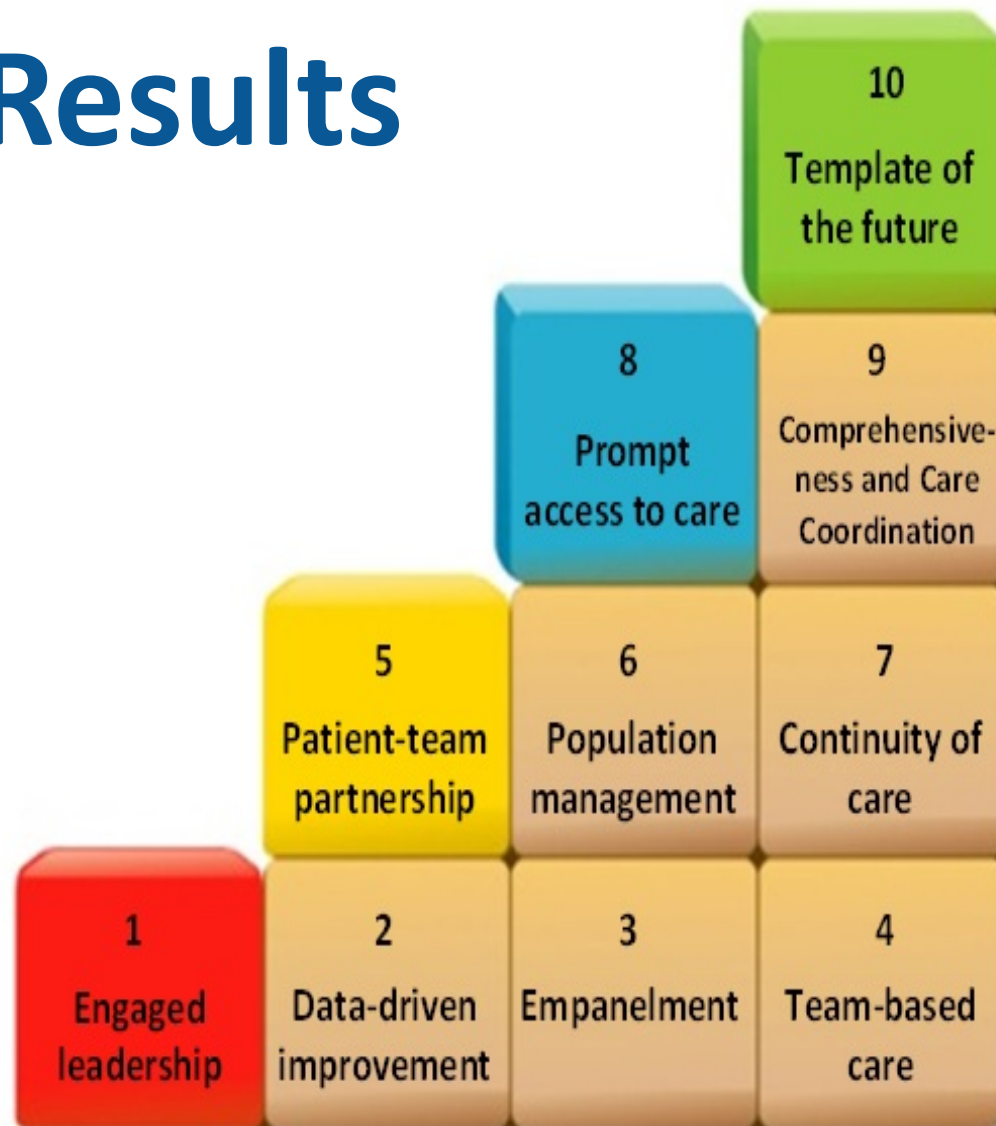 Results
10
Template of
the future
8
Prompt
access to care
9
Comprehensive-
ness and Care
Coordination
5
Patient-team
partnership
6
Population
management
7
Continuity of
care
1
Engaged
leadership
2
Data-driven
improvement
3
Empanelment
4
Team-based
care